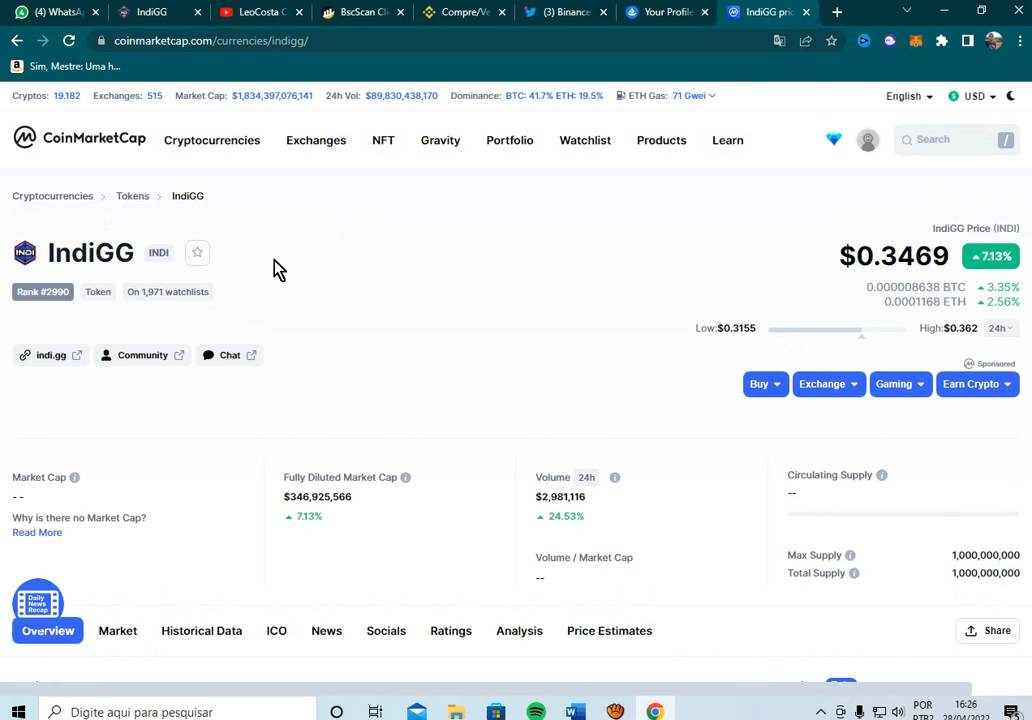 (4) WhatsA IndiGG LeoCosta C BscScan Cli Compre/Ve (3) Binance Your Profile IndiGG pric
coinmarketcap.com/currencies/indigg/
Sim, Mestre: Uma h...
Cryptos: 19.182 Exchanges: 515 Market Cap: $1,834,397,076,141 24h Vol: $89,830,438,170 Dominance: BTC: 41.7% ETH: 19.5% ETH Gas: 71 Gwei English USD
CoinMarketCap Cryptocurrencies Exchanges NFT Gravity Portfolio Watchlist Products Learn Search /
Cryptocurrencies Tokens IndiGG
IndiGG Price (INDI)
INDI IndiGG INDI $0.3469 7.13%
Rank #2990 Token On 1,971 watchlists
0.000008638 BTC 3.35%
0.0001168 ETH 2.56%
Low:$0.3155 High:$0.362 24h
indi.gg Community Chat
Sponsored
Buy Exchange Gaming Earn Crypto
Market Cap Fully Diluted Market Cap Volume 24h Circulating Supply
- - $346,925,566 $2,981,116 --
7.13% 24.53%
Why is there no Market Cap?
Read More
Volume / Market Cap
--
Max Supply 1,000,000,000
Total Supply 1,000,000,000
Daily
News
Recap
Overview Market Historical Data ICO News Socials Ratings Analysis Price Estimates Share
Digite aqui para pesquisar
POR 16:26
PTB2 28/04/2022